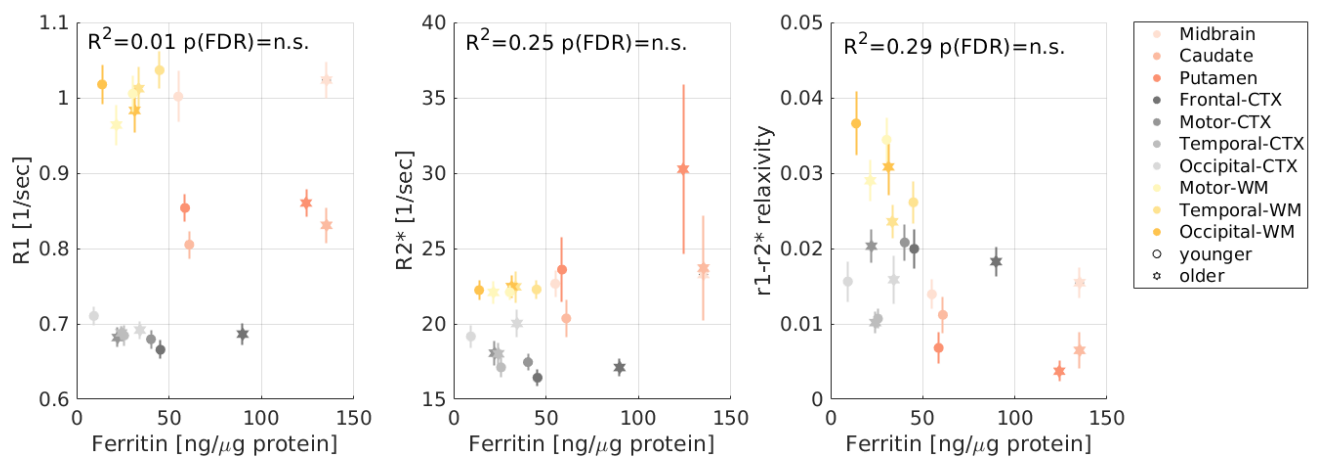 R²=0.01 p(FDR)=n.s.
1.1
1
0.9
0.8
0.7
0.6
R1 [1/sec]
0 50 100 150
Ferritin [ng/μg protein]
R²=0.25 p(FDR)=n.s.
40
35
30
25
20
15
R2* [1/sec]
0 50 100 150
Ferritin [ng/μg protein]
R²=0.29 p(FDR)=n.s.
0.05
0.04
0.03
0.02
0.01
0
r1-r2* relaxivity
0 50 100 150
Ferritin [ng/μg protein]
Midbrain
Caudate
Putamen
Frontal-CTX
Motor-CTX
Temporal-CTX
Occipital-CTX
Motor-WM
Temporal-WM
Occipital-WM
younger
older